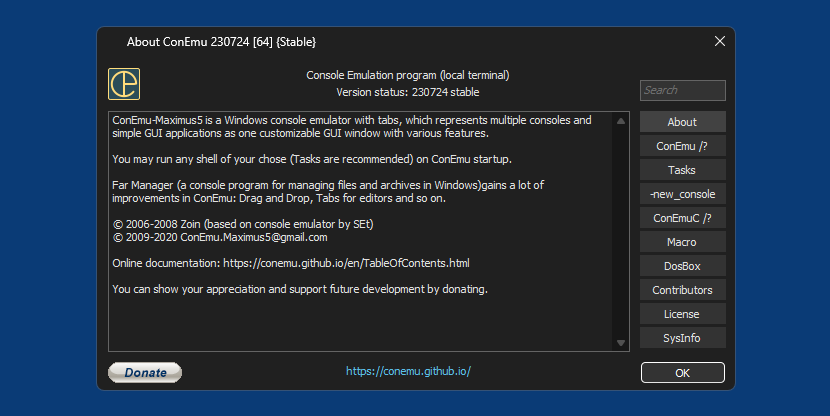 About ConEmu 230724 [64] {Stable}
Console Emulation program (local terminal)
Version status: 230724 stable
Search
ConEmu-Maximus5 is a Windows console emulator with tabs, which represents multiple consoles and
simple GUI applications as one customizable GUI window with various features.
You may run any shell of your chose (Tasks are recommended) on ConEmu startup.
Far Manager (a console program for managing files and archives in Windows)gains a lot of
improvements in ConEmu: Drag and Drop, Tabs for editors and so on.
© 2006-2008 Zoin (based on console emulator by SEt)
© 2009-2020 ConEmu.Maximus5@gmail.com
Online documentation: https://conemu.github.io/en/TableOfContents.html
You can show your appreciation and support future development by donating.
About
ConEmu /?
Tasks
-new_console
ConEmuC /?
Macro
DosBox
Contributors
License
SysInfo
Donate
https://conemu.github.io/
OK